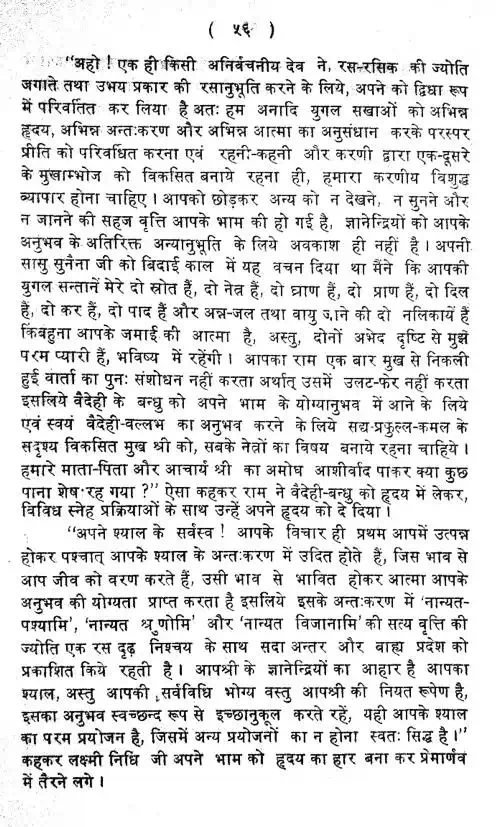 ( ५६ )
"अहो ! एक ही किसी अनिर्वचनीय देव ने, रस-रसिक की ज्योति
जगाने तथा उभय प्रकार की रसानुभूति करने के लिये, अपने को द्विधा रूप
में परिवर्तित कर लिया है अतः हम अनादि युगल सखाओं को अभिन्न
हृदय, अभिन्न अन्तःकरण और अभिन्न आत्मा का अनुसंधान करके परस्पर
प्रीति को परिवर्धित करना एवं रहनी-कहनी और करणी द्वारा एक-दूसरे
के मुखाम्भोज को विकसित बनाये रहना ही, हमारा करणीय विशुद्ध
व्यापार होना चाहिए । आपको छोड़कर अन्य को न देखने, न सुनने और
न जानने की सहज वृत्ति आपके भाम की हो गई है, ज्ञानेन्द्रियों को आपके
अनुभव के अतिरिक्त अन्यानुभूति के लिये अवकाश ही नहीं है । अपनी
सासु सुनैना जी को बिदाई काल में यह वचन दिया था मैंने कि आपकी
युगल सन्तानें मेरे दो स्रोत हैं, दो नेत्र हैं, दो घ्राण हैं, दो प्राण हैं, दो दिल
है, दो कर हैं, दो पाद हैं और अन्न-जल तथा वायु जाने की दो नलिकायें हैं
किंवहुना आपके जमाई की आत्मा है, अस्तु, दोनों अभेद दृष्टि से मुझे
परम प्यारी हैं, भविष्य में रहेंगी । आपका राम एक बार मुख से निकली
हुई वार्ता का पुनः संशोधन नहीं करता अर्थात् उसमें उलट-फेर नहीं करता
इसलिये वैदेही के बन्धु को अपने भाम के योग्यानुभव में आने के लिये
एवं स्वयं वैदेही-वल्लभ का अनुभव करने के लिये सद्य-प्रफुल्ल-कमल के
सदृश्य विकसित मुख श्री को, सबके नेत्रों का विषय बनाये रहना चाहिये ।
हमारे माता-पिता और आचार्य श्री का अमोघ आशीर्वाद पाकर क्या कुछ
पाना शेष रह गया ?" ऐसा कहकर राम ने वैदेही-बन्धु को हृदय में लेकर,
विविध स्नेह प्रक्रियाओं के साथ उन्हें अपने हृदय को दे दिया ।
"अपने श्याल के सर्वस्व ! आपके विचार ही प्रथम आपमें उत्पन्न
होकर पश्चात् आपके श्याल के अन्तःकरण में उदित होते हैं, जिस भाव से
आप जीव को वरण करते हैं, उसी भाव से भावित होकर आत्मा आपके
अनुभव की योग्यता प्राप्त करता है इसलिये इसके अन्तःकरण में 'नान्यत-
पश्यामि', 'नान्यत श्रृणोमि' और 'नान्यत विजानामि' की सत्य वृत्ति की
ज्योति एक रस दृढ़ निश्चय के साथ सदा अन्तर और बाह्य प्रदेश को
प्रकाशित किये रहती है । आपश्री के ज्ञानेन्द्रियों का आहार है आपका
श्याल, अस्तु आपकी सर्वविधि भोग्य वस्तु आपश्री की नियत रूपेण है,
इसका अनुभव स्वच्छन्द रूप से इच्छानुकूल करते रहें, यही आपके श्याल
का परम प्रयोजन है, जिसमें अन्य प्रयोजनों का न होना स्वतः सिद्ध है ।"
कहकर लक्ष्मी निधि जी अपने भाम को हृदय का हार बना कर प्रेमार्णव
में तैरने लगे ।